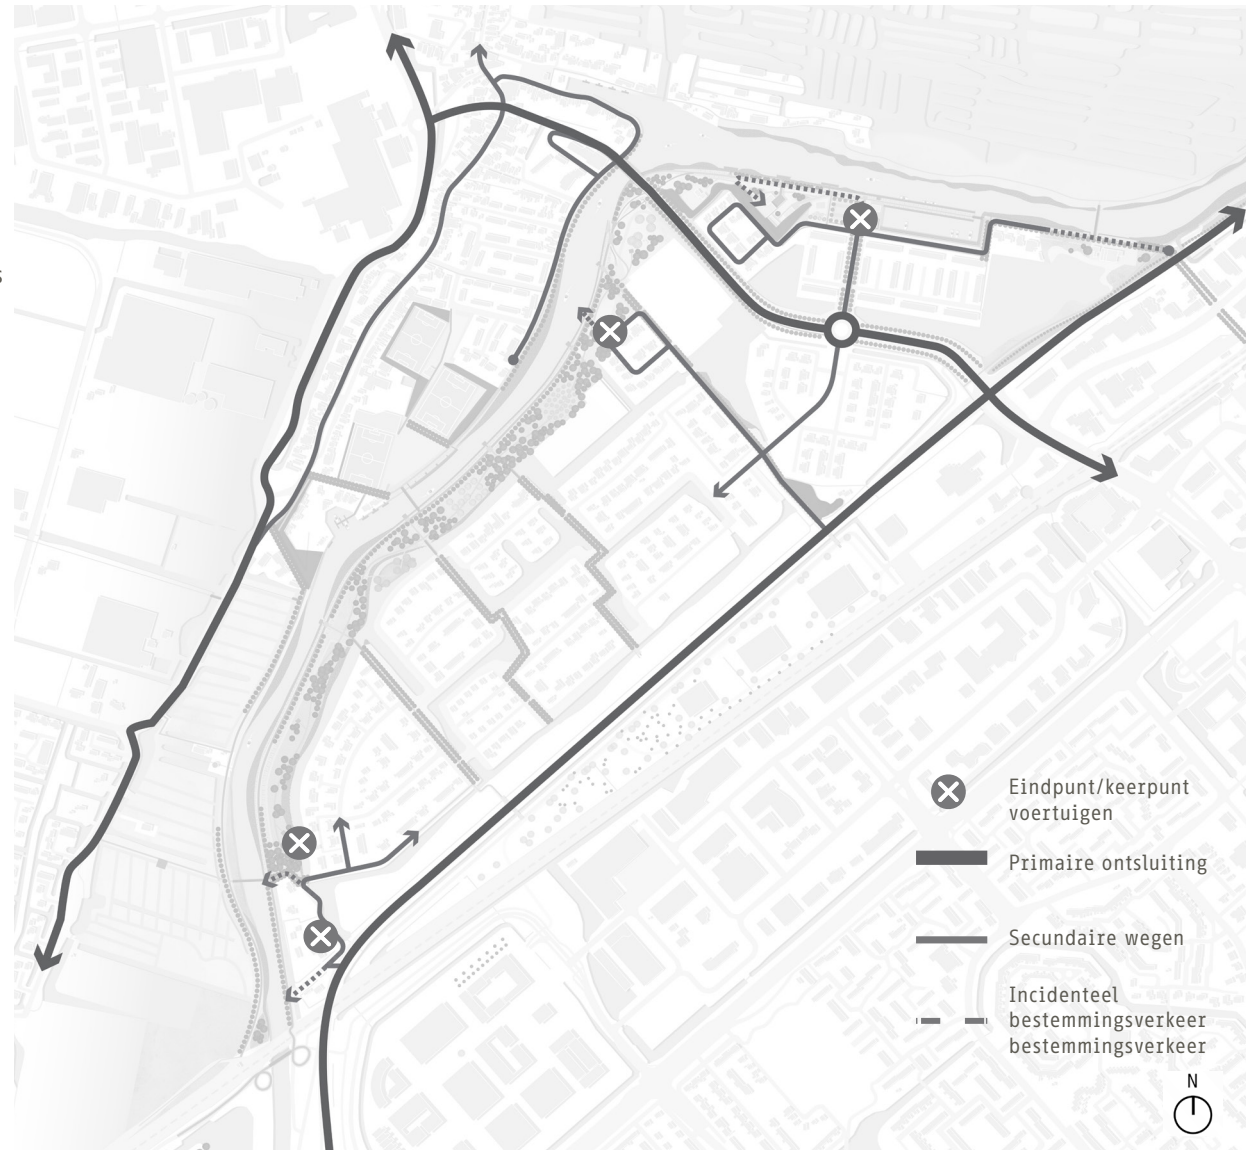 s
Eindpunt/keerpunt
voertuigen
Primaire ontsluiting
Secundaire wegen
Incidenteel
bestemmingsverkeer
bestemmingsverkeer
N